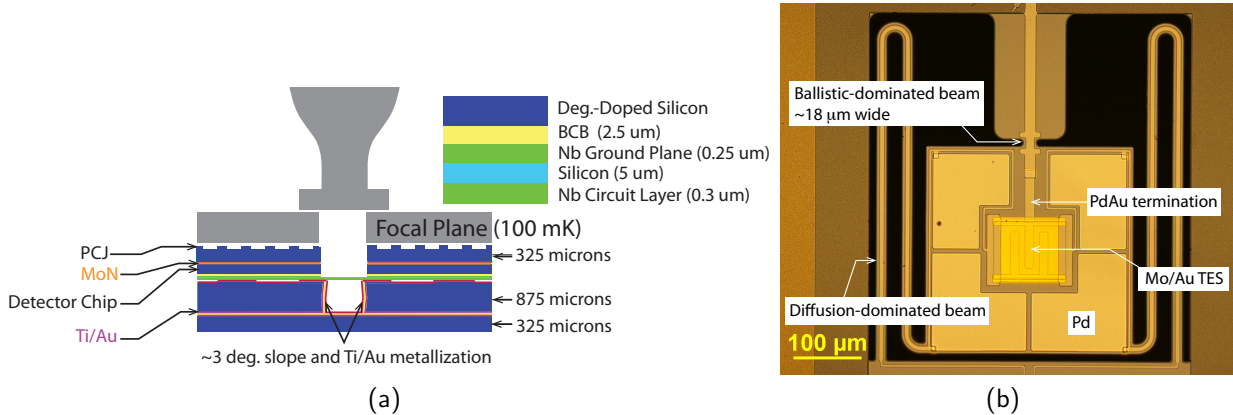 Deg.-Doped Silicon
BCB (2.5 um)
Nb Ground Plane (0.25 um)
Silicon (5 um)
Nb Circuit Layer (0.3 um)
Focal Plane (100 mK)
PCJ
MoN
Detector Chip
Ti/Au
325 microns
875 microns
325 microns
~3 deg. slope and Ti/Au metallization
(a)
Ballistic-dominated beam
~18 μm wide
PdAu termination
Mo/Au TES
Diffusion-dominated beam
Pd
100 μm
(b)